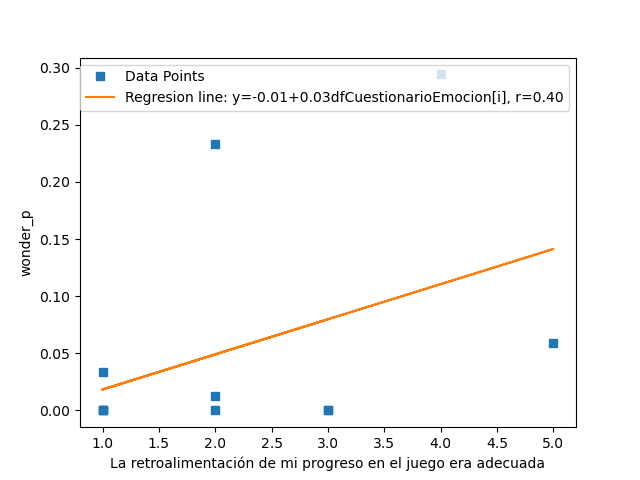 Data Points
Regresion line: y=-0.01+0.03dfCuestionarioEmocion[i], r=0.40
0.30
0.25
0.20
0.15
0.10
0.05
0.00
wonder_p
1.0 1.5 2.0 2.5 3.0 3.5 4.0 4.5 5.0
La retroalimentación de mi progreso en el juego era adecuada